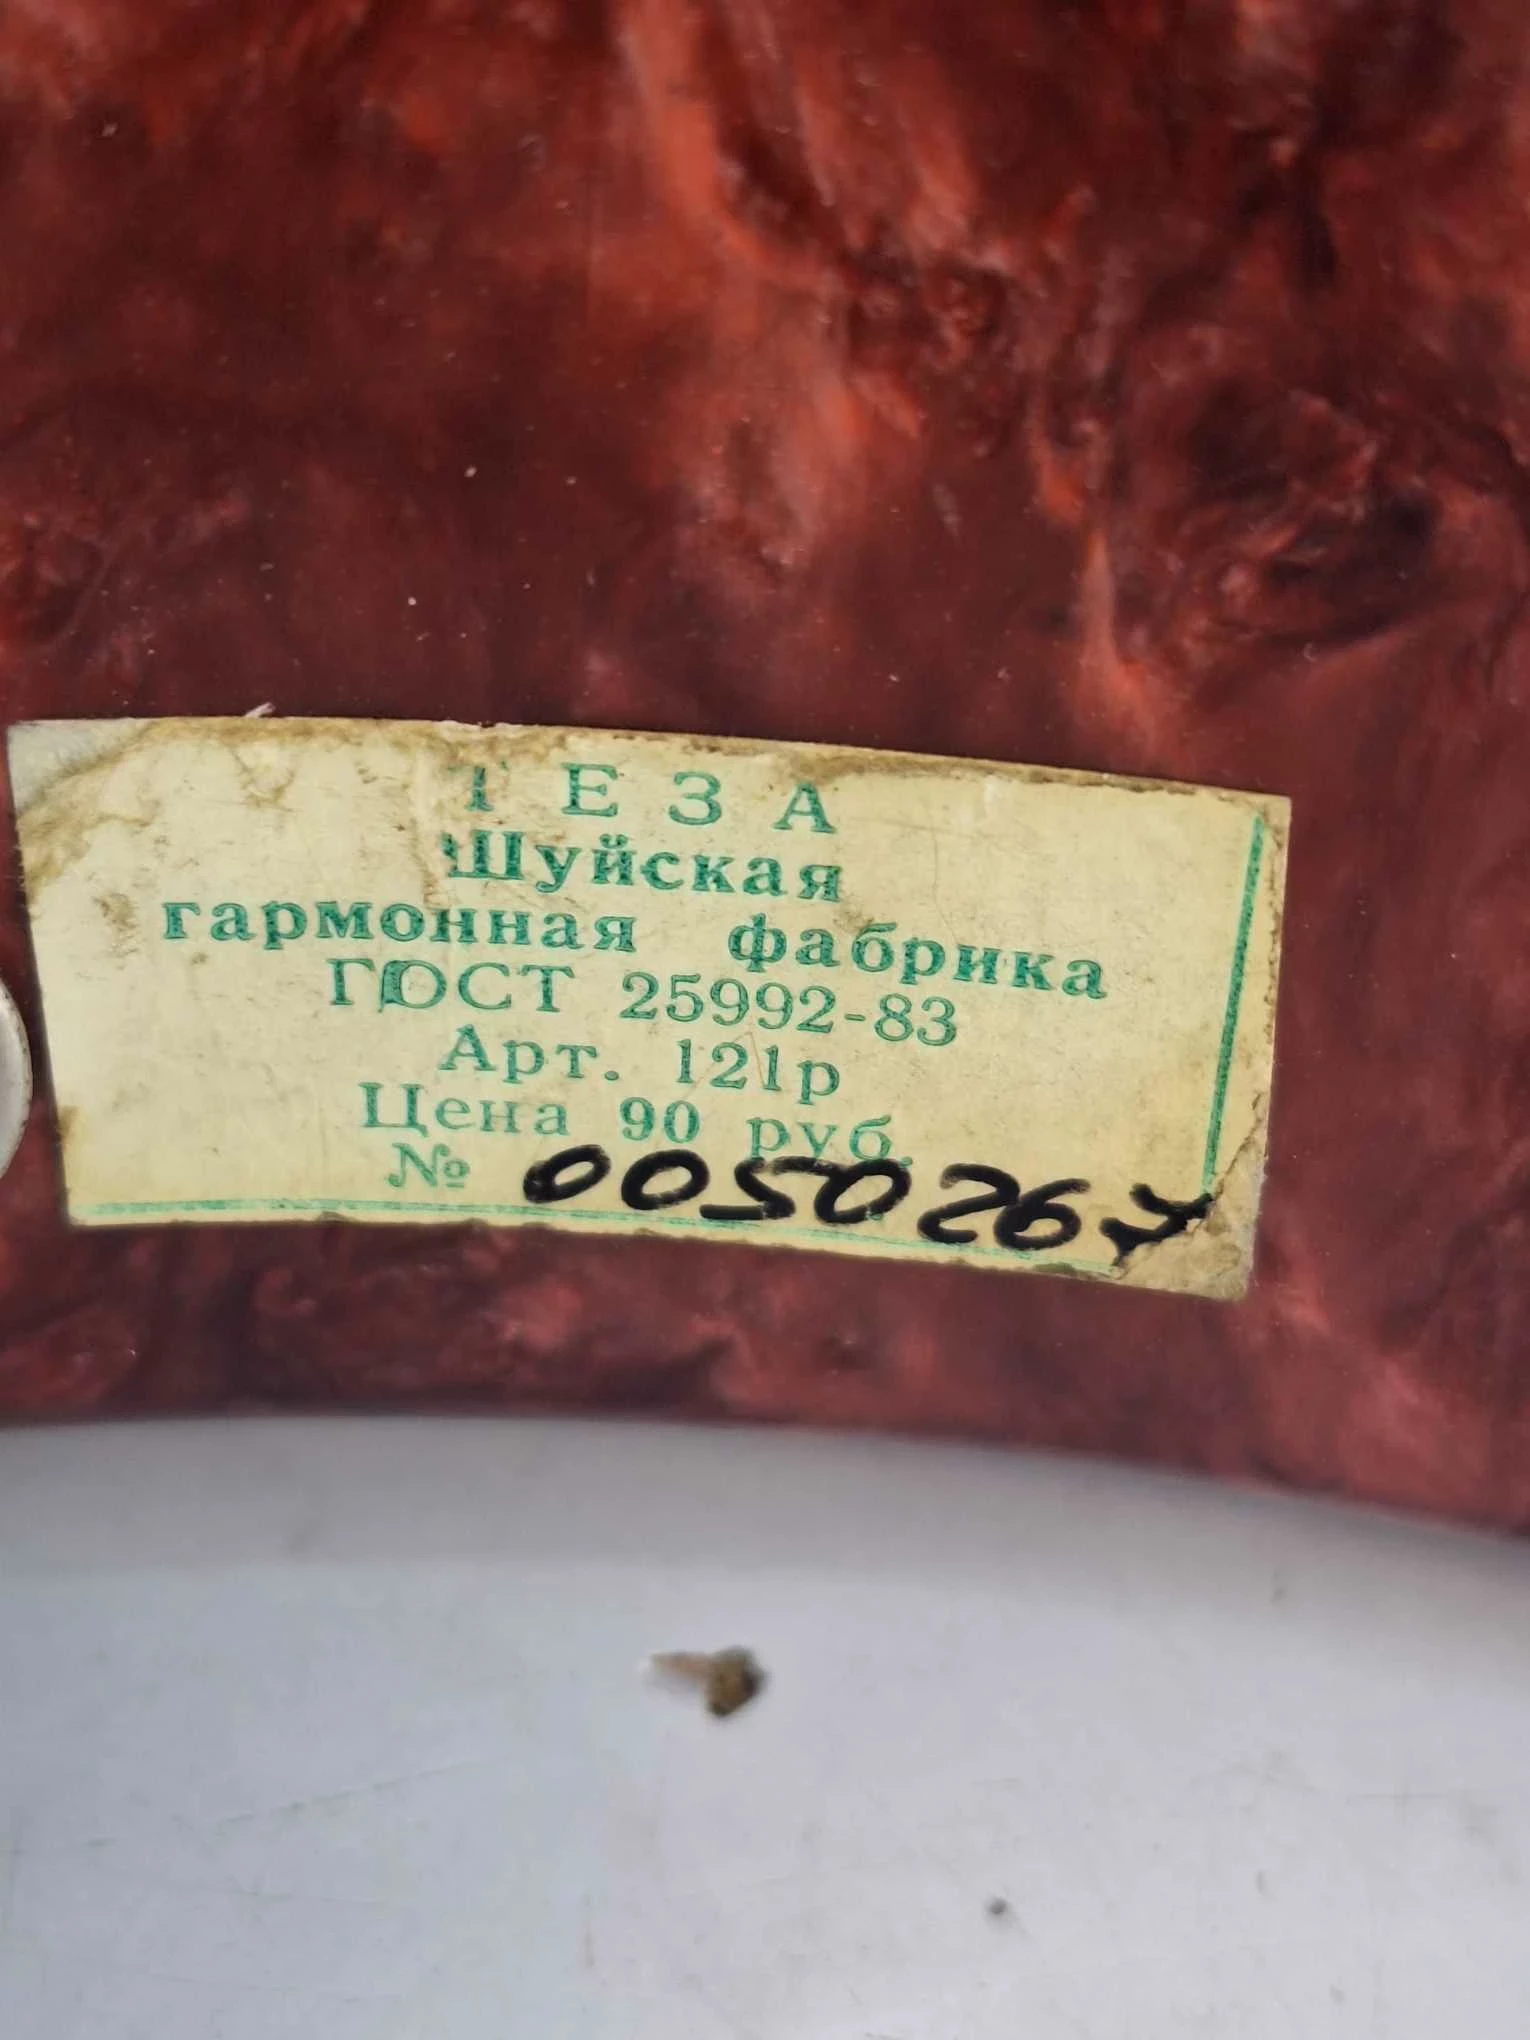 ТЕЗА
Шуйская
гармонная фабрика
ГОСТ 25992-83
Арт. 121р
Цена 90 руб.
№ 0050267